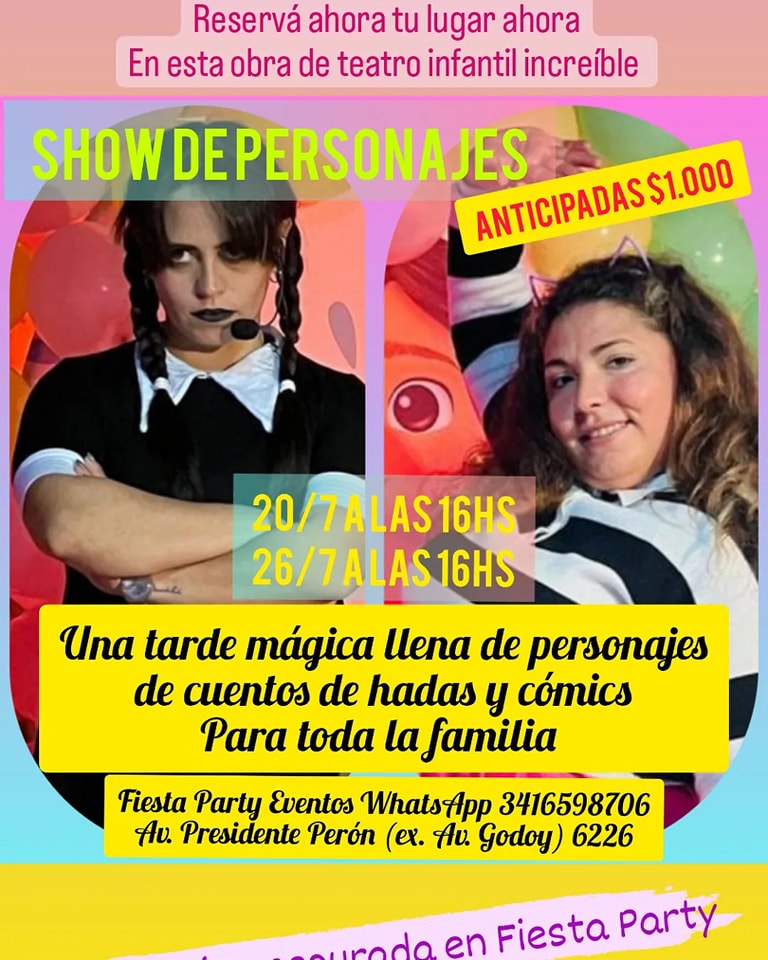 Reservá ahora tu lugar ahora
En esta obra de teatro infantil increíble
SHOW DE PERSONAJES
ANTICIPADAS $1.000
20/7 A LAS 16HS
26/7 A LAS 16HS
Una tarde mágica llena de personajes
de cuentos de hadas y cómics
Para toda la familia
Fiesta Party Eventos WhatsApp 3416598706
Av. Presidente Perón (ex. Av. Godoy) 6226
en Fiesta Party